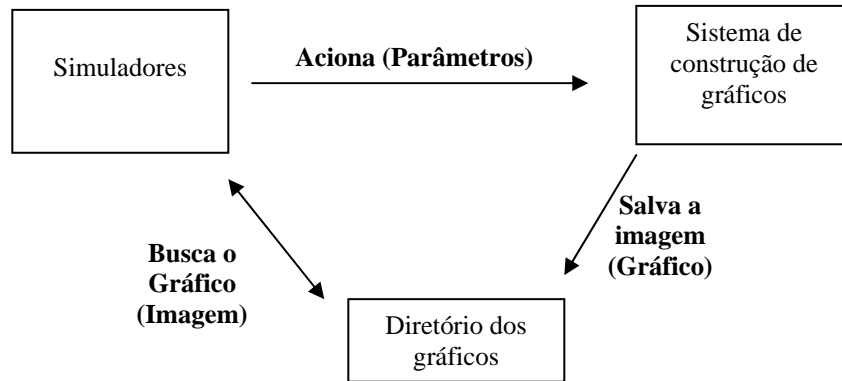 Simuladores
Aciona (Parâmetros)
Sistema de
construção de
gráficos
Busca o
Gráfico
(Imagem)
Salva a
imagem
(Gráfico)
Diretório dos
gráficos